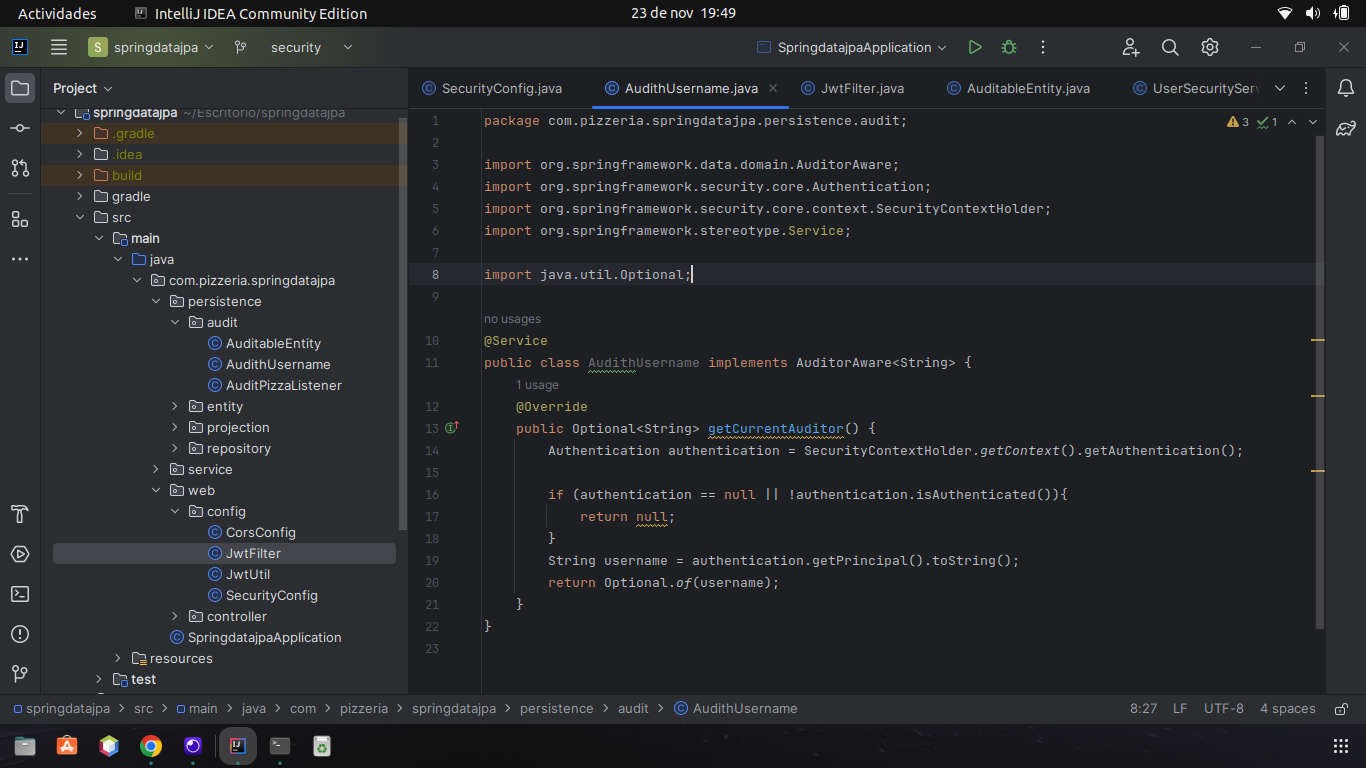 Actividades
IntelliJ IDEA Community Edition
23 de nov 19:49
S springdatajpa
security
SpringdatajpaApplication
Project
SecurityConfig.java
AudithUsername.java
JwtFilter.java
AuditableEntity.java
UserSecurityServ
springdatajpa ~/Escritorio/springdatajpa
.gradle
.idea
build
gradle
src
main
java
com.pizzeria.springdatajpa
persistence
audit
AuditableEntity
AudithUsername
AuditPizzaListener
entity
projection
repository
service
web
config
CorsConfig
JwtFilter
JwtUtil
SecurityConfig
controller
SpringdatajpaApplication
resources
test
3 1
1 package com.pizzeria.springdatajpa.persistence.audit;
2
3 import org.springframework.data.domain.AuditorAware;
4 import org.springframework.security.core.Authentication;
5 import org.springframework.security.core.context.SecurityContextHolder;
6 import org.springframework.stereotype.Service;
7
8 import java.util.Optional;
9
no usages
10 @Service
11 public class AudithUsername implements AuditorAware<String> {
1 usage
12 @Override
13 public Optional<String> getCurrentAuditor() {
14 Authentication authentication = SecurityContextHolder.getContext().getAuthentication();
15
16 if (authentication == null || !authentication.isAuthenticated()){
17 return null;
18 }
19 String username = authentication.getPrincipal().toString();
20 return Optional.of(username);
21 }
22 }
23
springdatajpa > src > main > java > com > pizzeria > springdatajpa > persistence > audit > AudithUsername
8:27 LF UTF-8 4 spaces